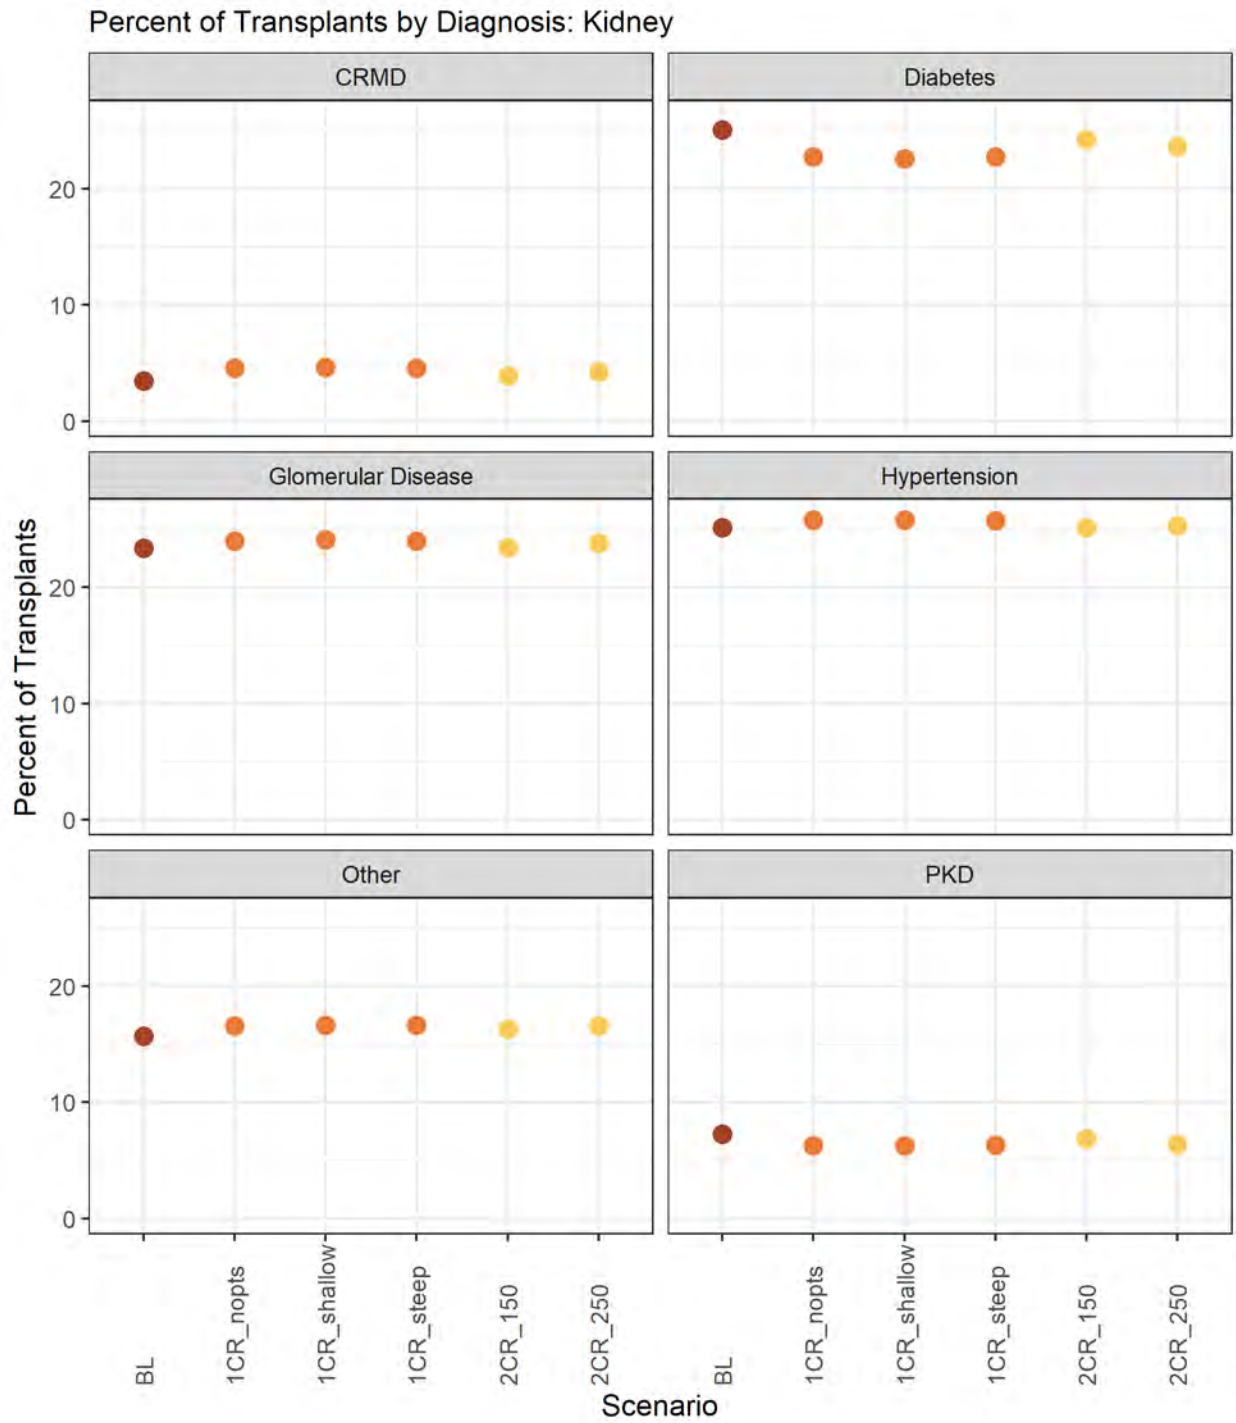 Percent of Transplants by Diagnosis: Kidney
CRMD
Diabetes
20
10
0
Glomerular Disease
Hypertension
20
10
0
Other
PKD
20
10
0
Percent of Transplants
BL
1CR_nopts
1CR_shallow
1CR_steep
2CR_150
2CR_250
BL
1CR_nopts
1CR_shallow
1CR_steep
2CR_150
2CR_250
Scenario